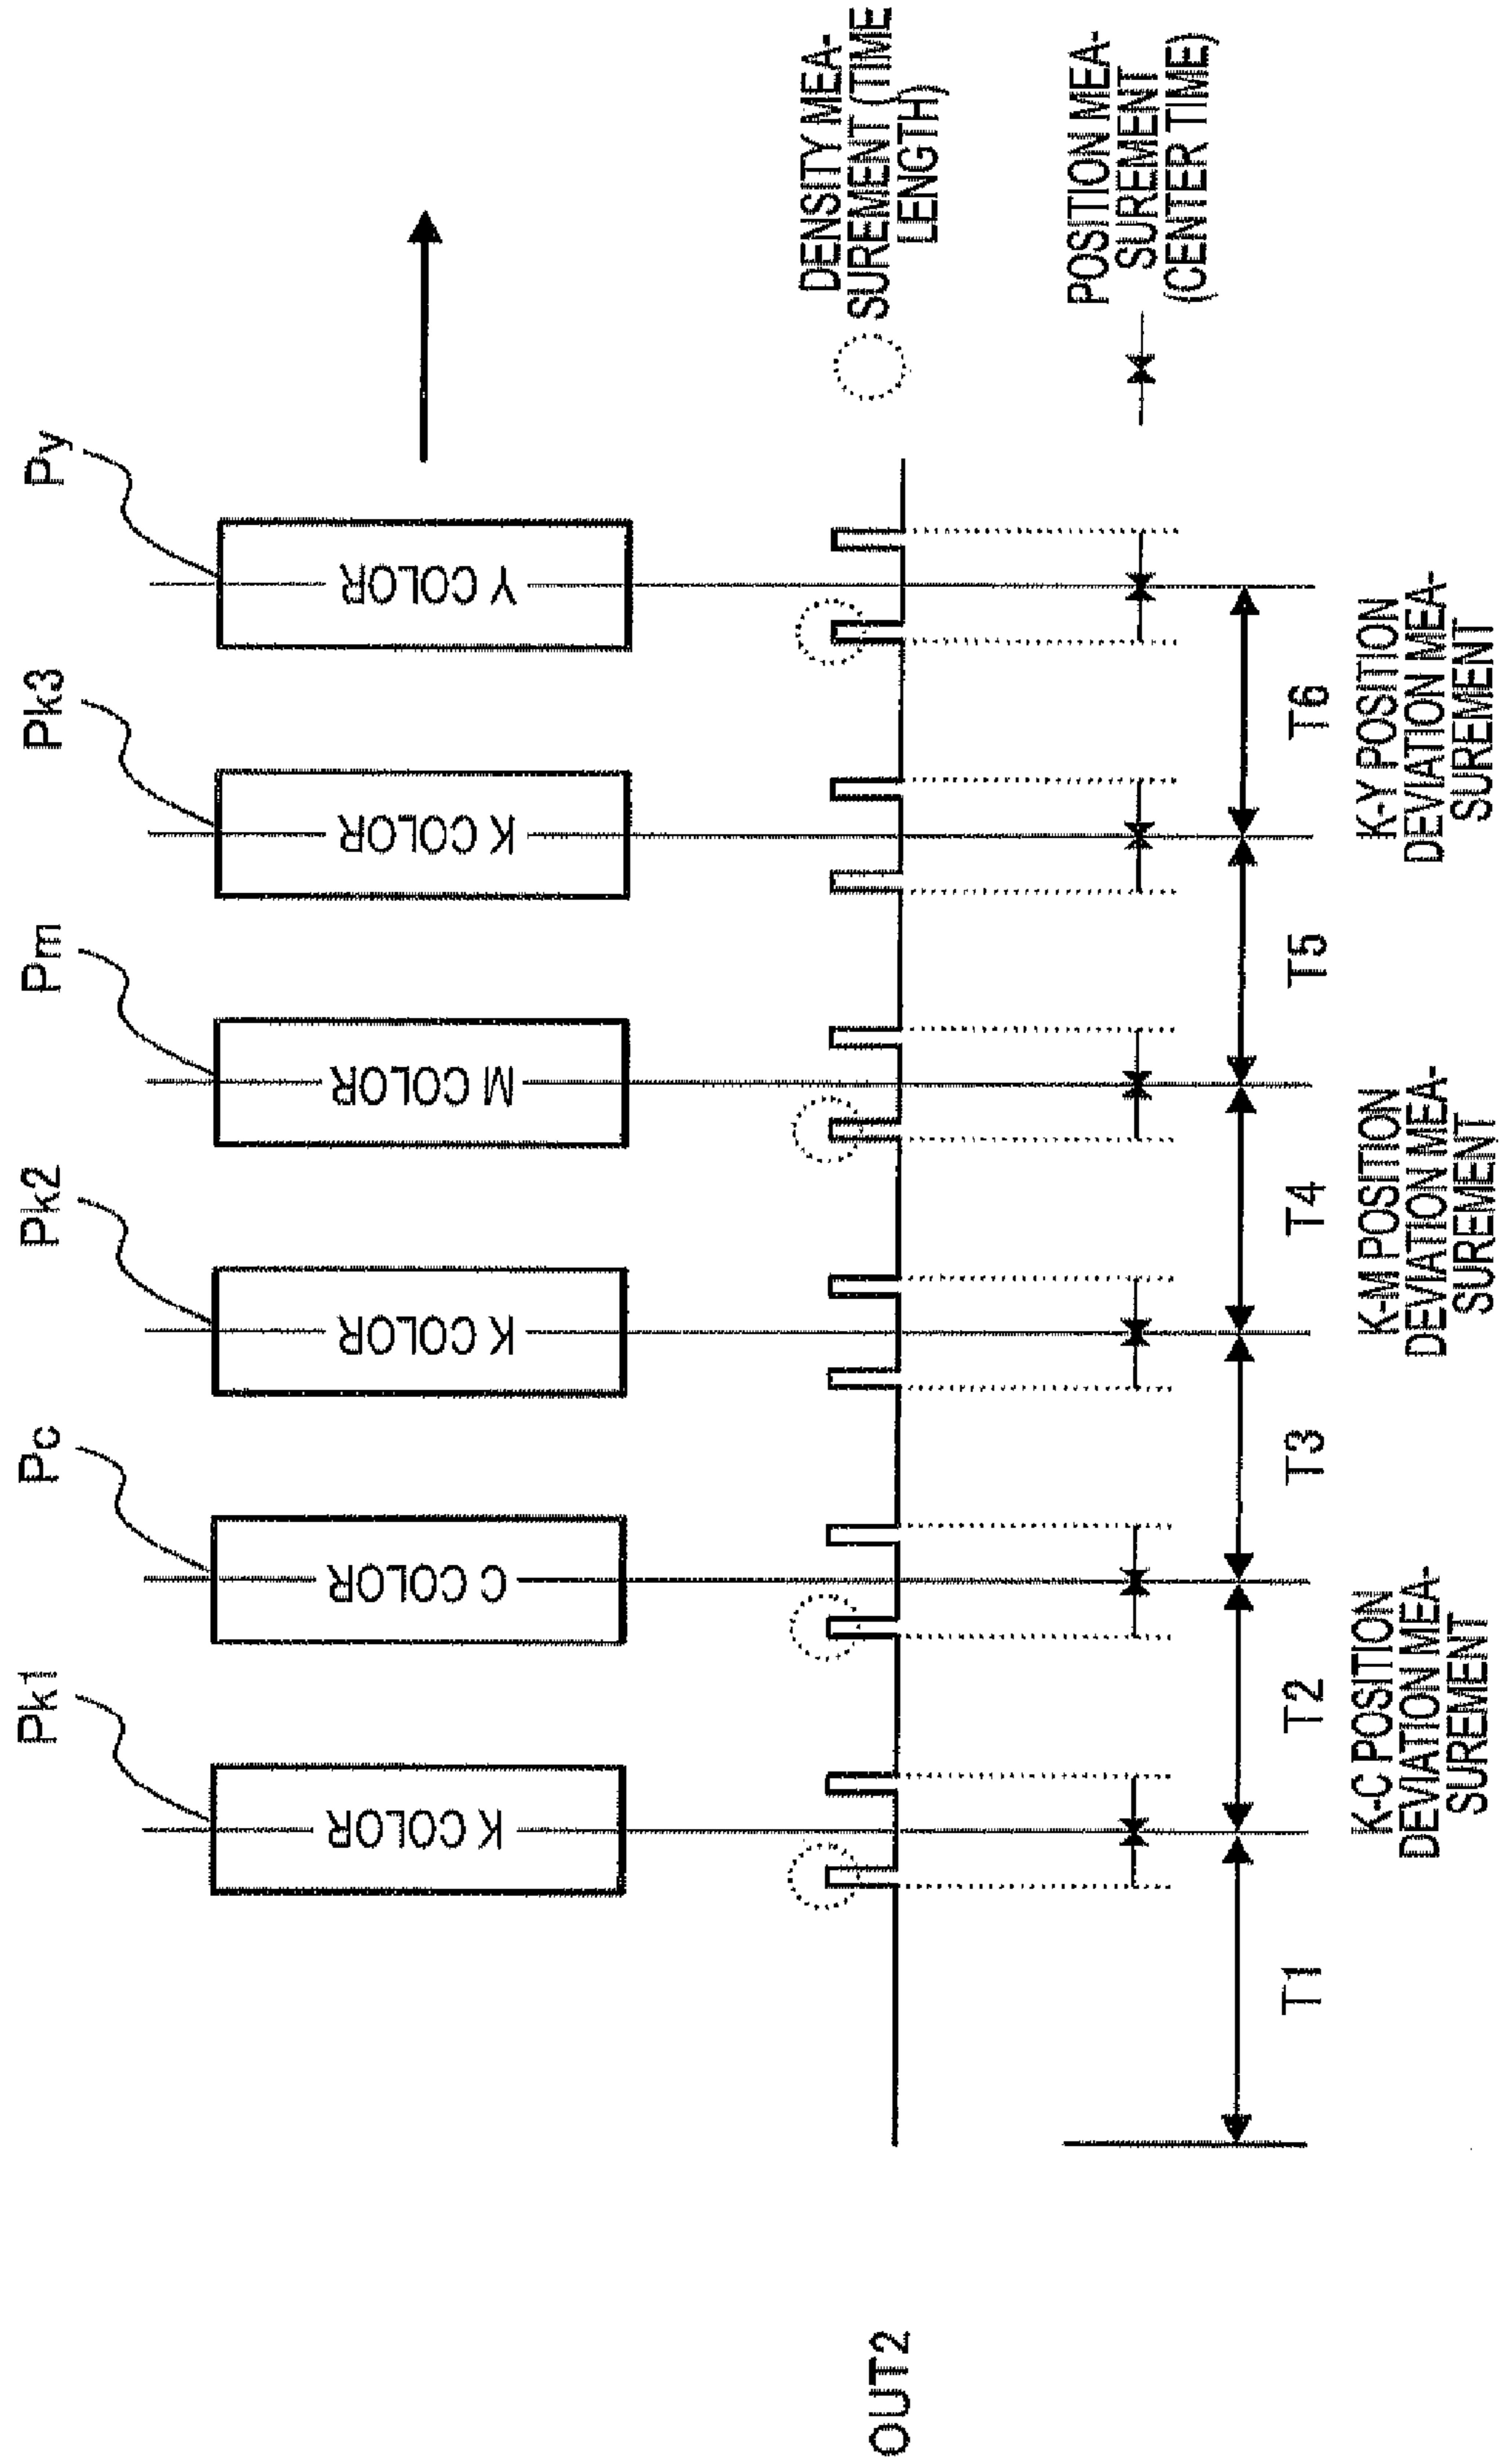 Pk1
Pc
Pk2
Pm
Pk3
Py
K COLOR
C COLOR
K COLOR
M COLOR
K COLOR
Y COLOR
DENSITY MEA-
SUREMENT (TIME
LENGTH)
OUT2
POSITION MEA-
SUREMENT
(CENTER TIME)
T1
T2
T3
T4
T5
T6
K-C POSITION
DEVIATION MEA-
SUREMENT
K-M POSITION
DEVIATION MEA-
SUREMENT
K-Y POSITION
DEVIATION MEA-
SUREMENT